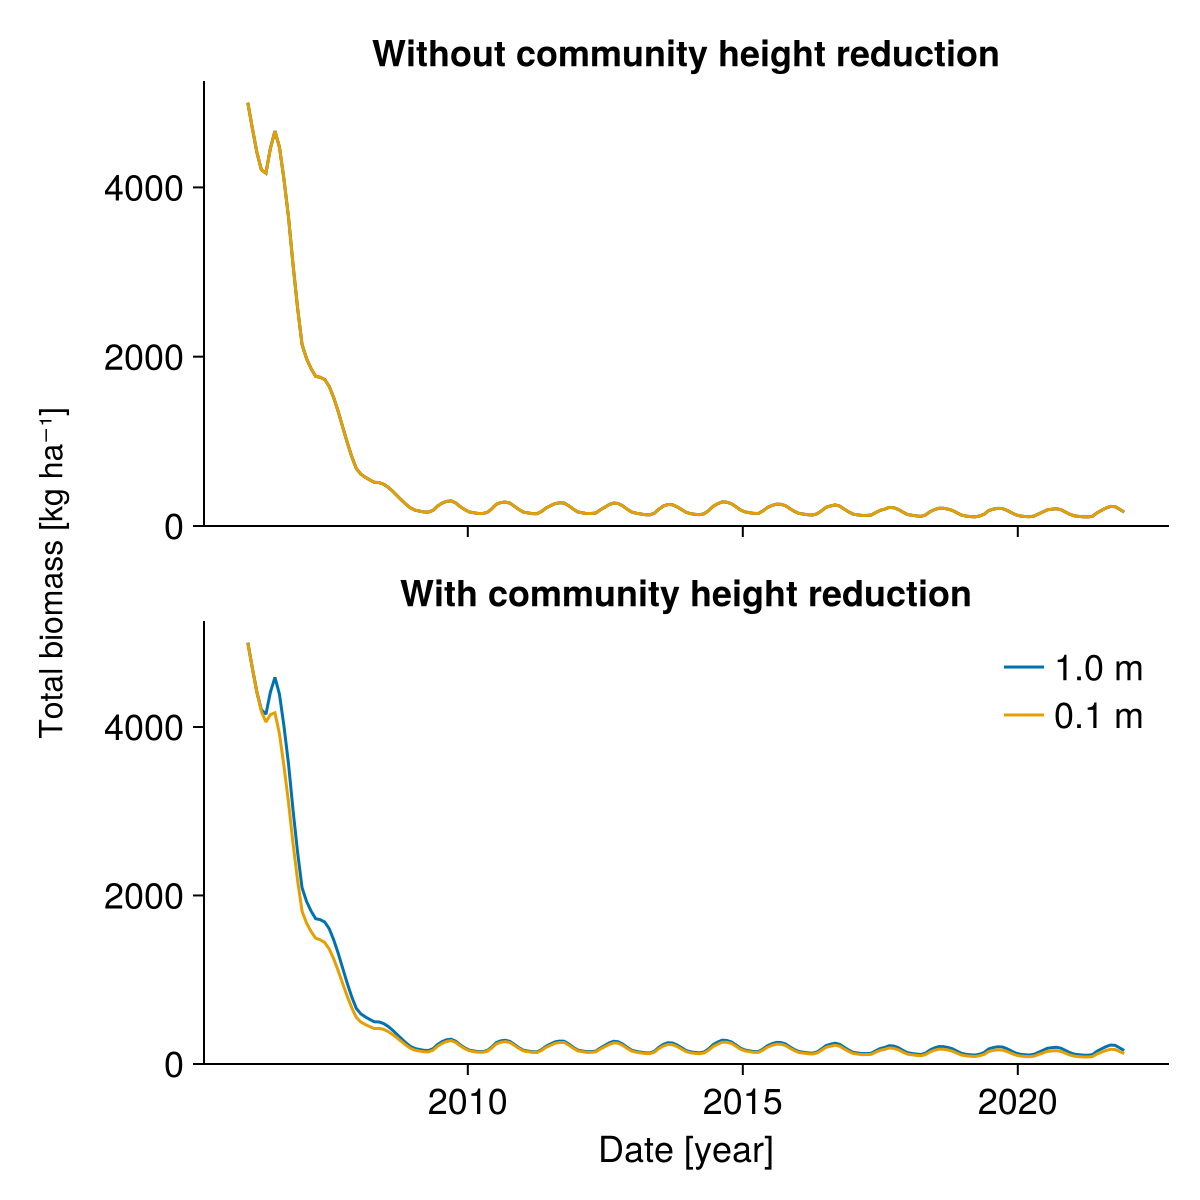 Without community height reduction
4000
2000
0
Total biomass [kg ha⁻¹]
With community height reduction
1.0 m
0.1 m
4000
2000
0
2010 2015 2020
Date [year]